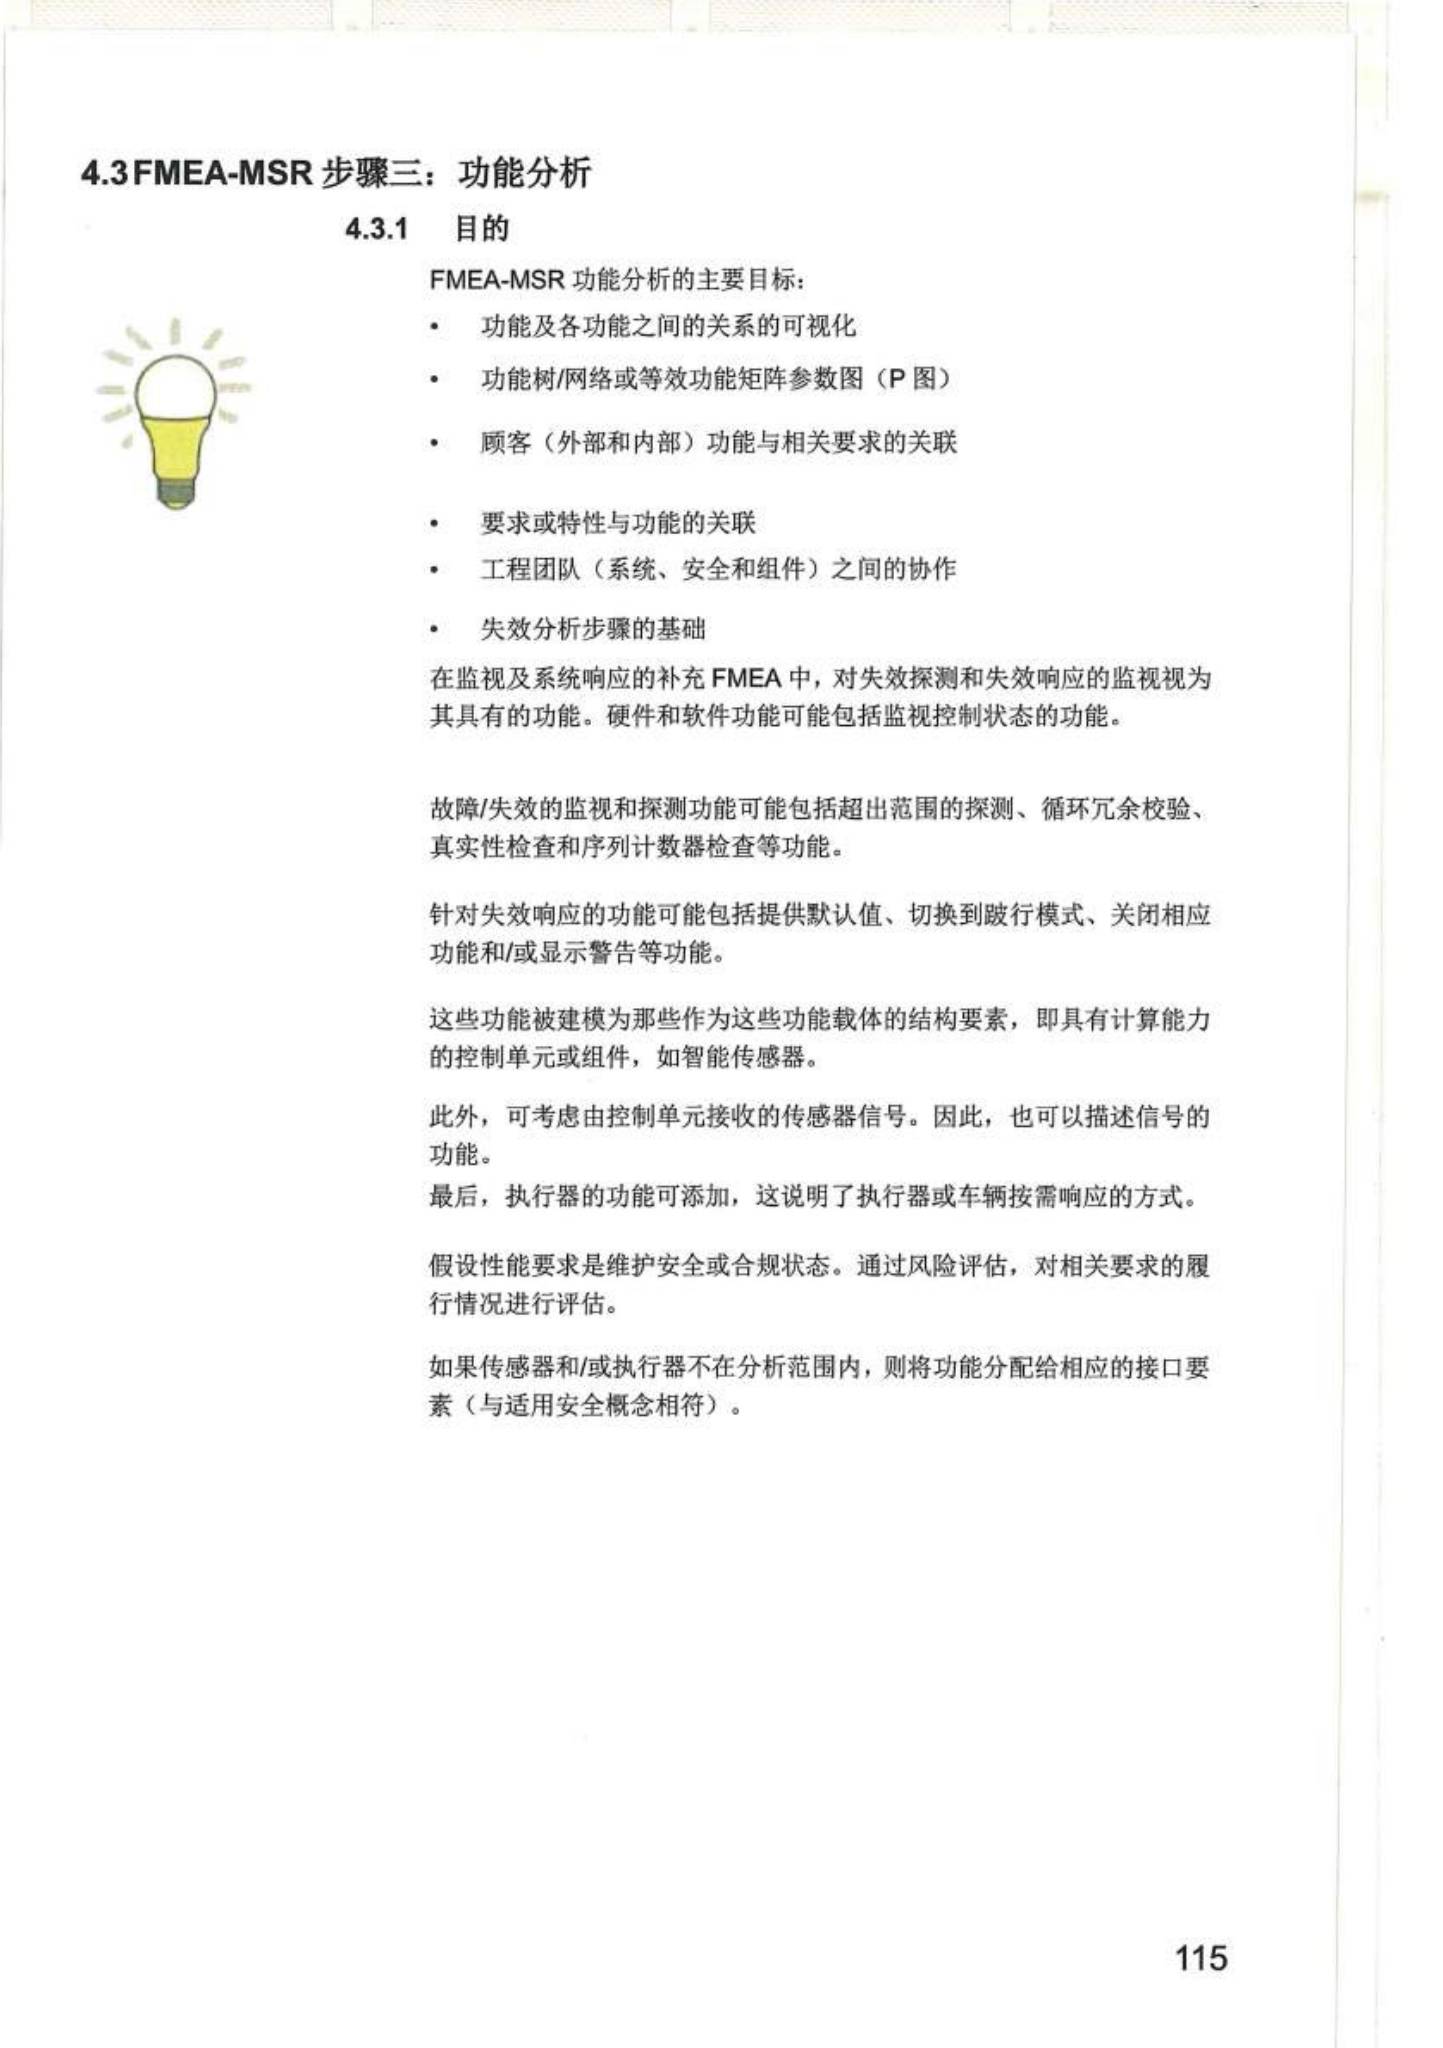 4.3 FMEA-MSR 步骤三：功能分析
4.3.1 目的
FMEA-MSR 功能分析的主要目标：
• 功能及各功能之间的关系的可视化
• 功能树/网络或等效功能矩阵参数图（P 图）
• 顾客（外部和内部）功能与相关要求的关联
• 要求或特性与功能的关联
• 工程团队（系统、安全和组件）之间的协作
• 失效分析步骤的基础
在监视及系统响应的补充 FMEA 中，对失效探测和失效响应的监视视为
其具有的功能。硬件和软件功能可能包括监视控制状态的功能。
故障/失效的监视和探测功能可能包括超出范围的探测、循环冗余校验、
真实性检查和序列计数器检查等功能。
针对失效响应的功能可能包括提供默认值、切换到跛行模式、关闭相应
功能和/或显示警告等功能。
这些功能被建模为那些作为这些功能载体的结构要素，即具有计算能力
的控制单元或组件，如智能传感器。
此外，可考虑由控制单元接收的传感器信号。因此，也可以描述信号的
功能。
最后，执行器的功能可添加，这说明了执行器或车辆按需响应的方式。
假设性能要求是维护安全或合规状态。通过风险评估，对相关要求的履
行情况进行评估。
如果传感器和/或执行器不在分析范围内，则将功能分配给相应的接口要
素（与适用安全概念相符）。
115